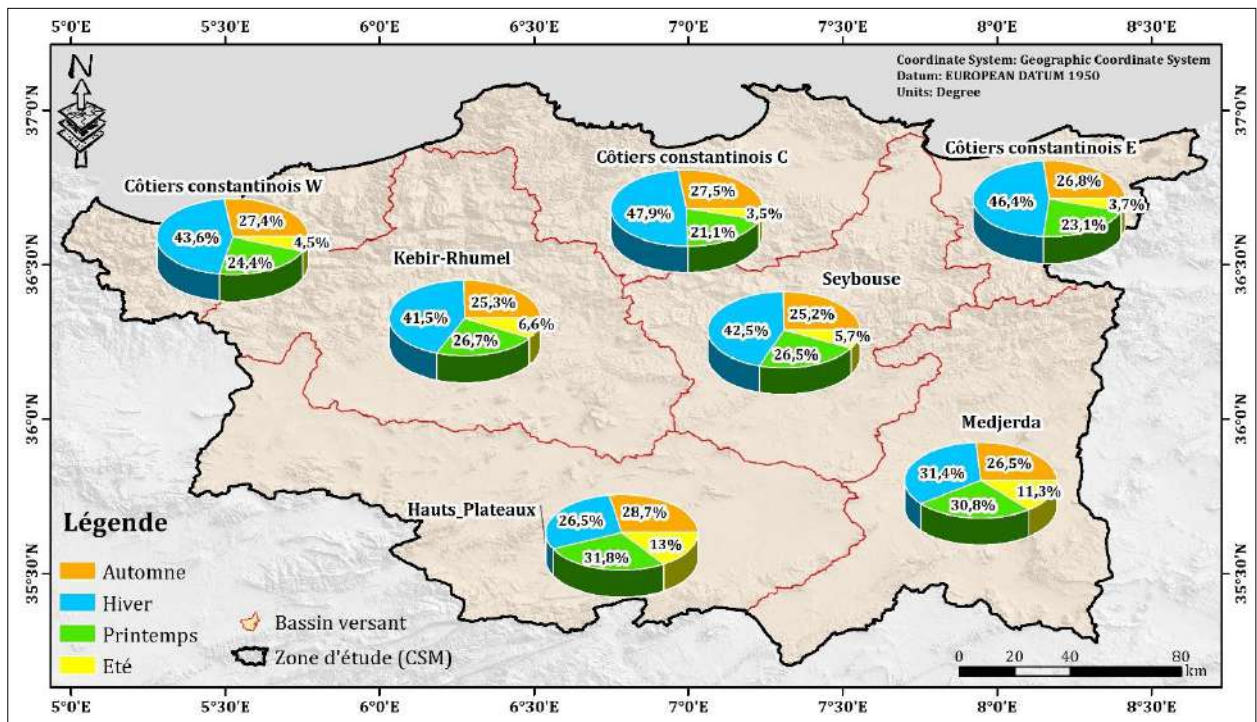 5°0'E 5°30'E 6°0'E 6°30'E 7°0'E 7°30'E 8°0'E 8°30'E
N
Coordinate System: Geographic Coordinate System
Datum: EUROPEAN DATUM 1950
Units: Degree
37°0'N 37°0'N
Côtiers constantinois W
27,4%
43,6%
4,5%
24,4%
Côtiers constantinois C
27,5%
47,9%
3,5%
21,1%
Côtiers constantinois E
26,8%
46,4%
3,7%
23,1%
36°30'N 36°30'N
Kebir-Rhumel
25,3%
41,5%
6,6%
26,7%
Seybouse
25,2%
42,5%
5,7%
26,5%
36°0'N 36°0'N
Medjerda
26,5%
31,4%
11,3%
30,8%
Hauts_Plateaux
28,7%
26,5%
13%
31,8%
35°30'N 35°30'N
Légende
Automne
Hiver
Printemps
Eté
Bassin versant
Zone d'étude (CSM)
0 20 40 80
km
5°0'E 5°30'E 6°0'E 6°30'E 7°0'E 7°30'E 8°0'E 8°30'E